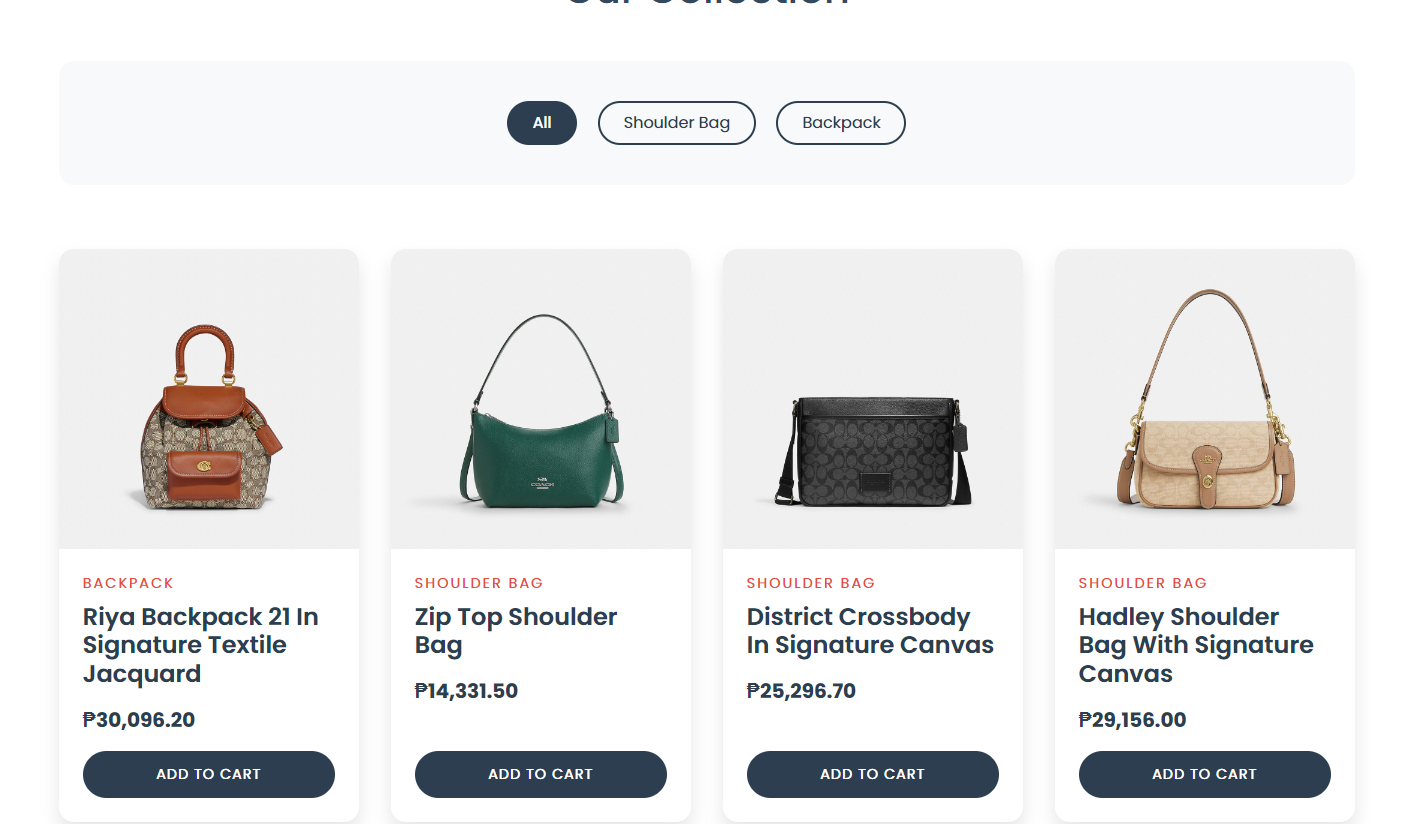 Our Collection
All
Shoulder Bag
Backpack
COACH
BACKPACK
Riya Backpack 21 In
Signature Textile
Jacquard
₱30,096.20
ADD TO CART
SHOULDER BAG
Zip Top Shoulder
Bag
₱14,331.50
ADD TO CART
SHOULDER BAG
District Crossbody
In Signature Canvas
₱25,296.70
ADD TO CART
SHOULDER BAG
Hadley Shoulder
Bag With Signature
Canvas
₱29,156.00
ADD TO CART